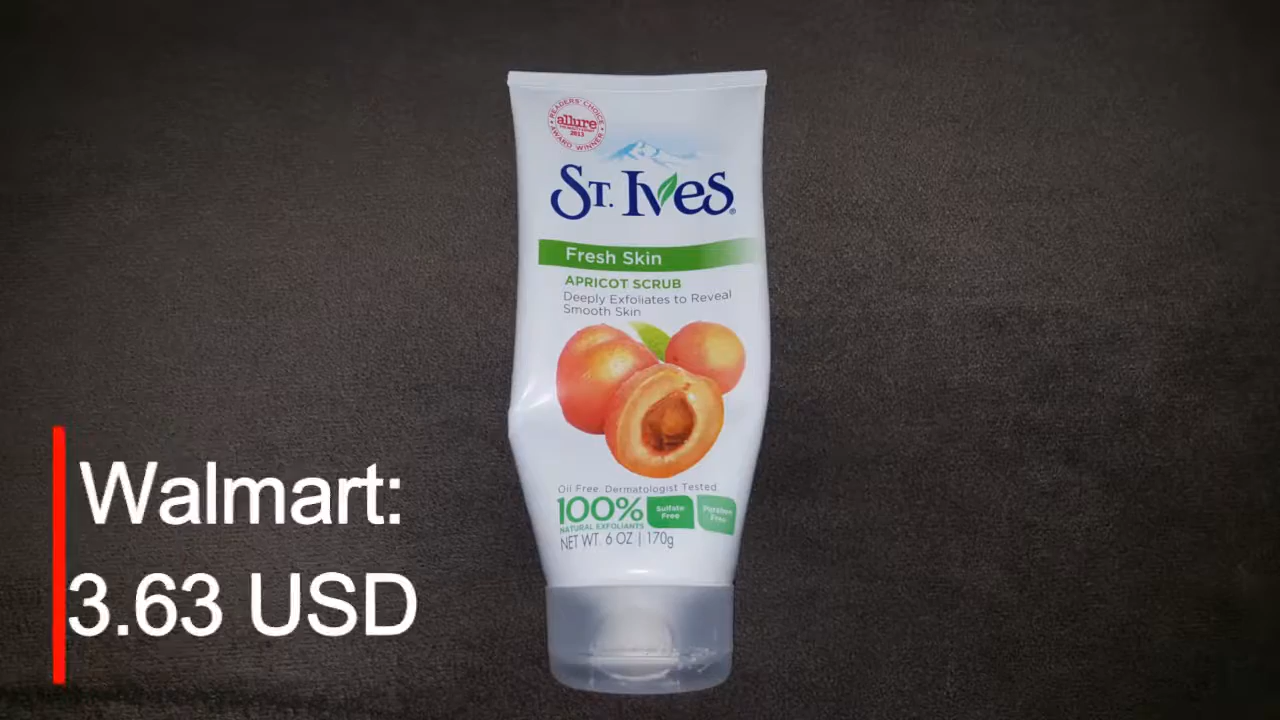 READERS' CHOICE
allure
2013
AWARD WINNER
St. Ives
Fresh Skin
APRICOT SCRUB
Deeply Exfoliates to Reveal
Smooth Skin
Oil Free. Dermatologist Tested
100%
NATURAL EXFOLIANTS
Sulfate
Free
Paraben
Free
NET WT. 6 OZ | 170g
Walmart:
3.63 USD